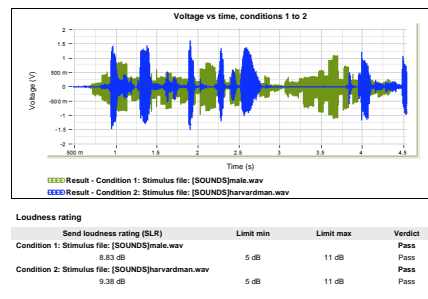 Voltage vs time, conditions 1 to 2
2
1.5
1
500 m
0
-500 m
-1
-1.5
-2
Voltage (V)
500 m 1 1.5 2 2.5 3 3.5 4 4.5
Time (s)
Result - Condition 1: Stimulus file: [SOUNDS]male.wav
Result - Condition 2: Stimulus file: [SOUNDS]harvardman.wav
Loudness rating
Send loudness rating (SLR) Limit min Limit max Verdict
Condition 1: Stimulus file: [SOUNDS]male.wav Pass
8.83 dB 5 dB 11 dB Pass
Condition 2: Stimulus file: [SOUNDS]harvardman.wav Pass
9.38 dB 5 dB 11 dB Pass